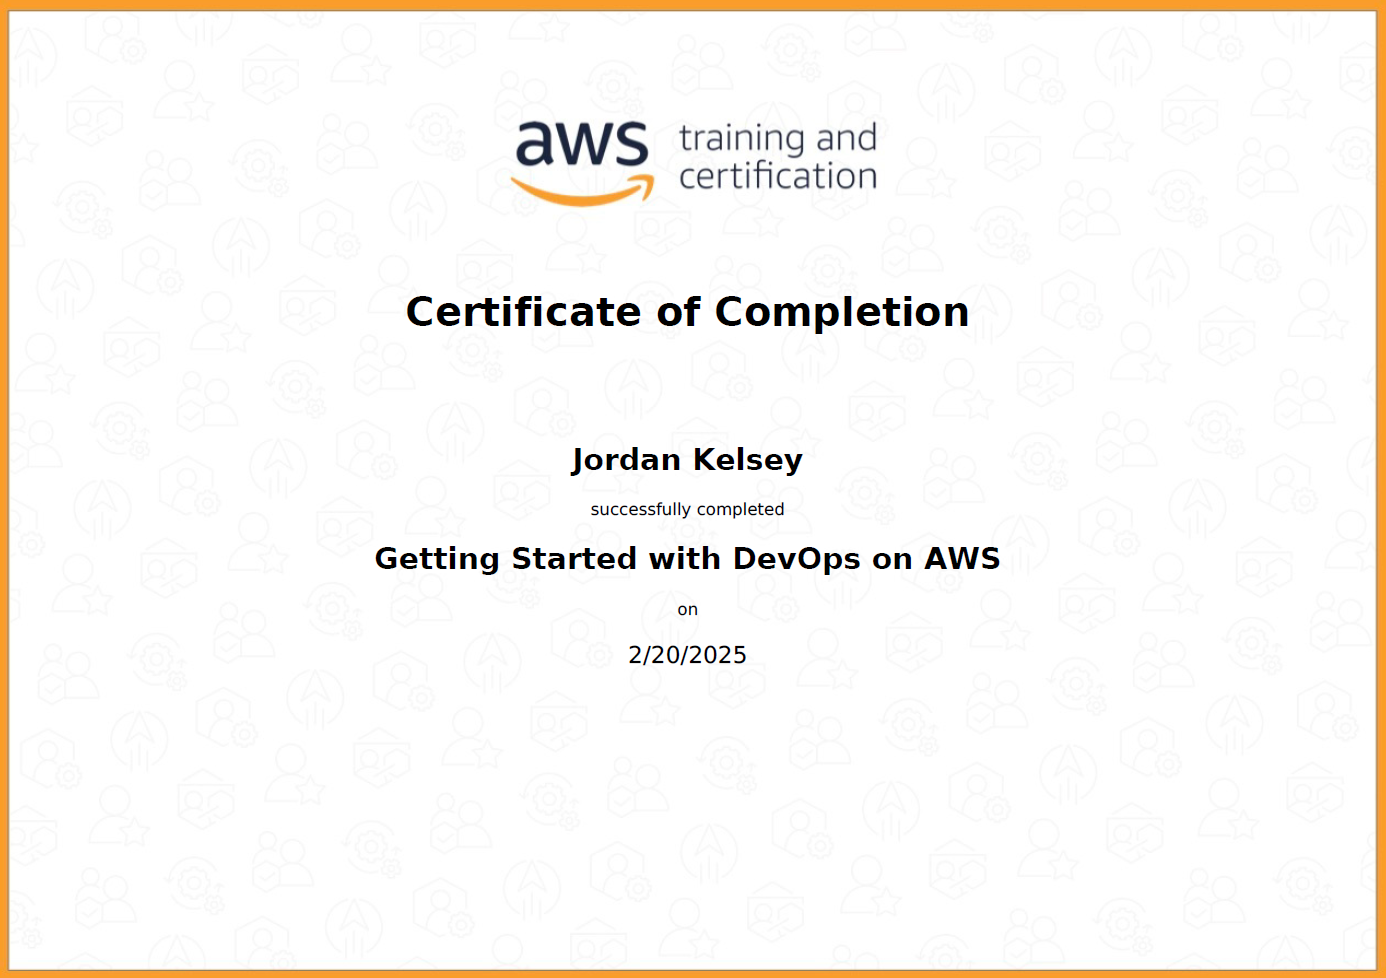 aws training and
certification
Certificate of Completion
Jordan Kelsey
successfully completed
Getting Started with DevOps on AWS
on
2/20/2025